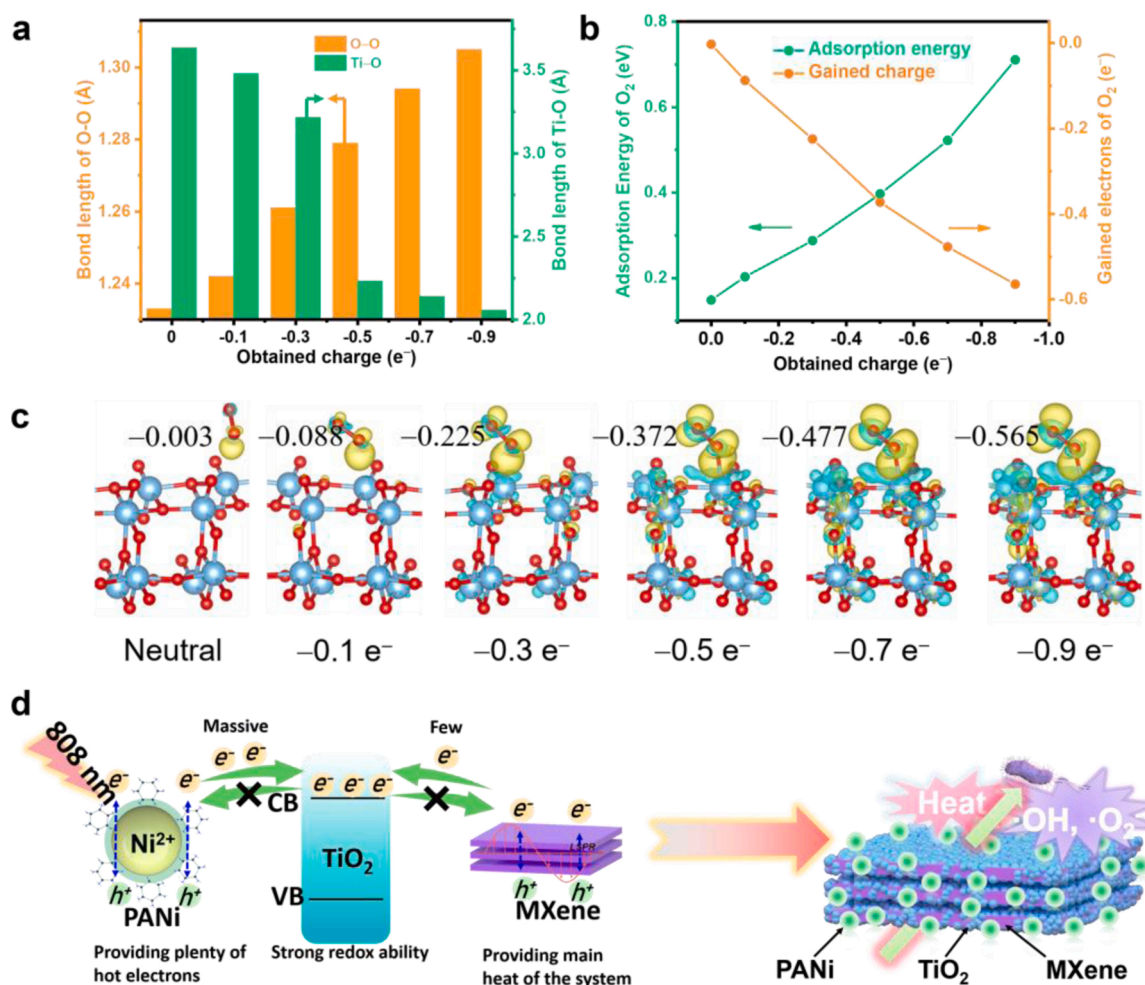 a
O–O
Ti–O
Bond length of O-O (Å)
1.30
1.28
1.26
1.24
Bond length of Ti-O (Å)
3.5
3.0
2.5
2.0
0 -0.1 -0.3 -0.5 -0.7 -0.9
Obtained charge (e⁻)
b
Adsorption energy
Gained charge
Adsorption Energy of O₂ (eV)
0.8
0.6
0.4
0.2
Gained electrons of O₂ (e⁻)
0.0
-0.2
-0.4
-0.6
0.0 -0.2 -0.4 -0.6 -0.8 -1.0
Obtained charge (e⁻)
c
−0.003 −0.088 −0.225 −0.372 −0.477 −0.565
Neutral −0.1 e⁻ −0.3 e⁻ −0.5 e⁻ −0.7 e⁻ −0.9 e⁻
d
808 nm
Massive
Few
e⁻ e⁻ e⁻
e⁻ e⁻ e⁻ e⁻ e⁻
CB
e⁻ e⁻
Ni²⁺
TiO₂
LSPR
h⁺ h⁺
VB
h⁺ h⁺
PANi
MXene
Providing plenty of
hot electrons
Strong redox ability
Providing main
heat of the system
Heat
·OH, ·O₂
PANi TiO₂ MXene